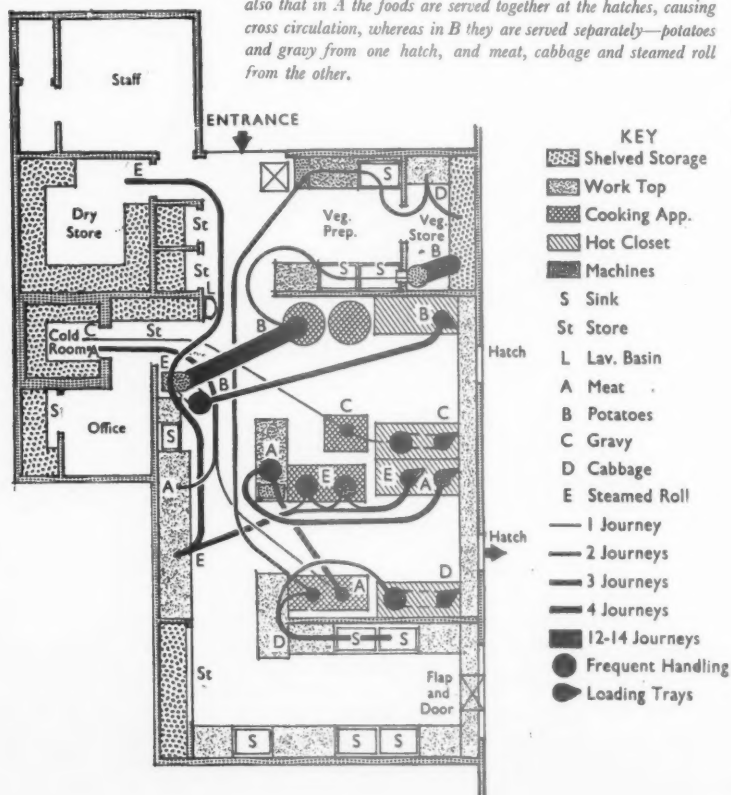 also that in A the foods are served together at the hatches, causing
cross circulation, whereas in B they are served separately—potatoes
and gravy from one hatch, and meat, cabbage and steamed roll
from the other.
Staff
ENTRANCE
E
S
D
Dry
Store
St
St
L
Veg.
Prep.
Veg.
Store
B
S
S
Cold
Room
C
A
St
B
B
E
B
Hatch
S
Office
S
C
C
A
E
E
A
A
E
Hatch
A
D
D
S
S
St
Flap
and
Door
S
S
S
KEY
Shelved Storage
Work Top
Cooking App.
Hot Closet
Machines
S Sink
St Store
L Lav. Basin
A Meat
B Potatoes
C Gravy
D Cabbage
E Steamed Roll
1 Journey
2 Journeys
3 Journeys
4 Journeys
12-14 Journeys
Frequent Handling
Loading Trays